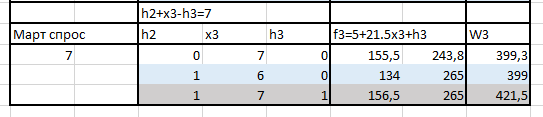 h2+x3-h3=7
Март спрос h2 x3 h3 f3=5+21.5x3+h3 W3
7 0 7 0 155,5 243,8 399,3
1 6 0 134 265 399
1 7 1 156,5 265 421,5